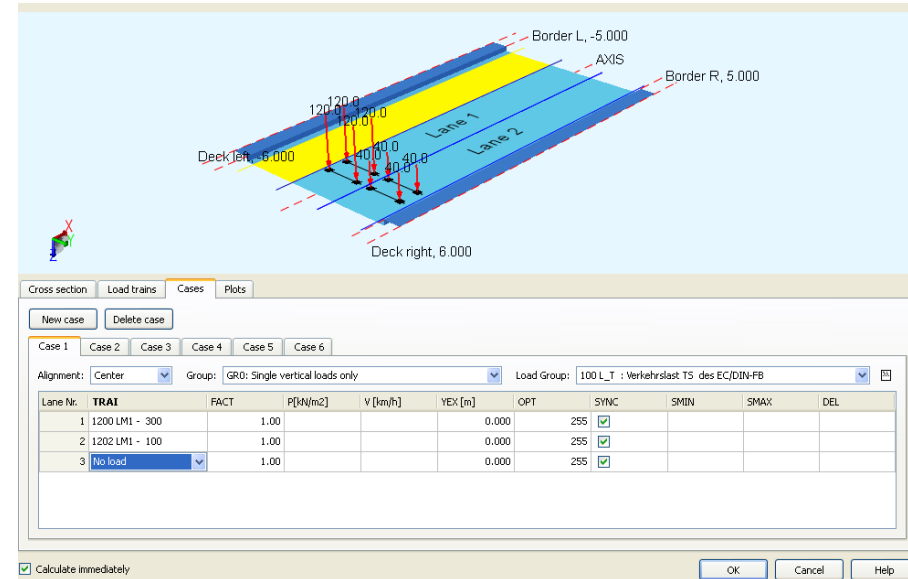 Border L, -5.000
AXIS
Border R, 5.000
120.0
120.0 120.0
120.0
Lane 1
Lane 2
40.0
40.0 40.0
40.0
Deck left, -6.000
Deck right, 6.000
X
Y
Z
Cross section Load trains Cases Plots
New case Delete case
Case 1 Case 2 Case 3 Case 4 Case 5 Case 6
Alignment: Center Group: GR0: Single vertical loads only Load Group: 100 L_T : Verkehrslast TS des EC/DIN-FB
Lane Nr. TRAI FACT P[kN/m2] V [km/h] YEX [m] OPT SYNC SMIN SMAX DEL
1 1200 LM1 - 300 1.00 0.000 255
2 1202 LM1 - 100 1.00 0.000 255
3 No load 1.00 0.000 255
Calculate immediately OK Cancel Help